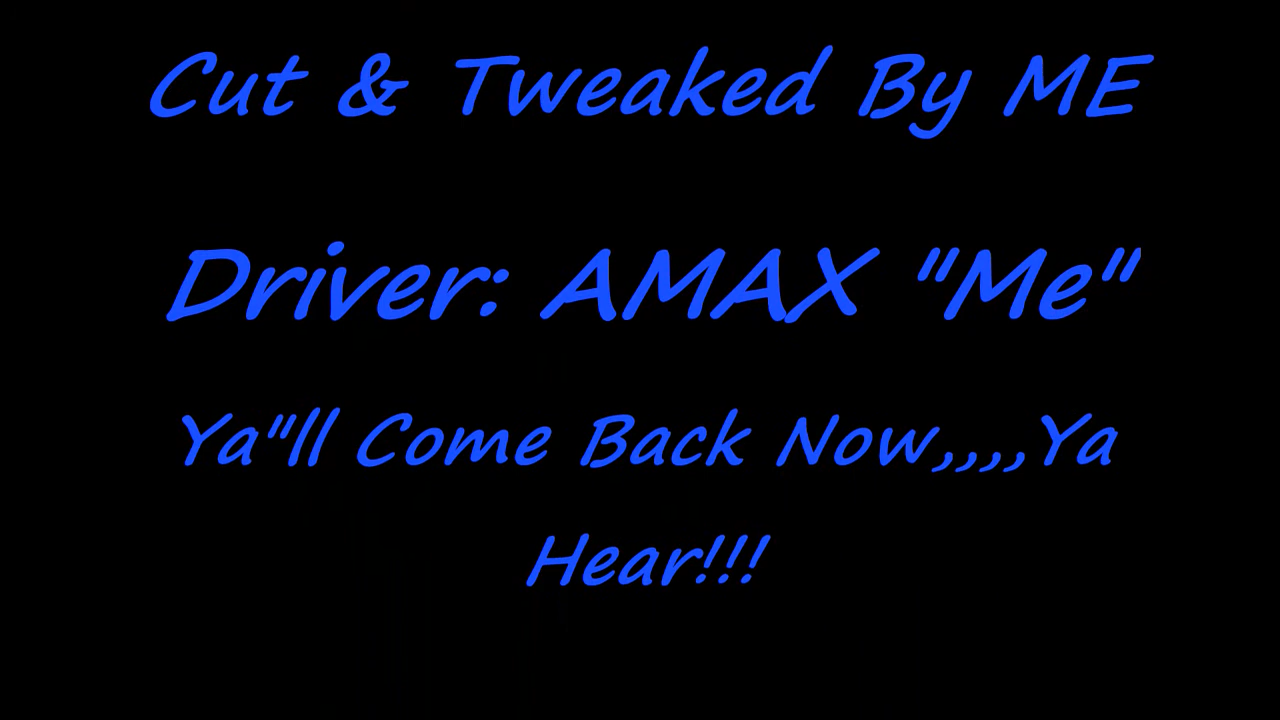 Cut & Tweaked By ME
Driver: AMAX "Me"
Ya"ll Come Back Now,,,,Ya
Hear!!!